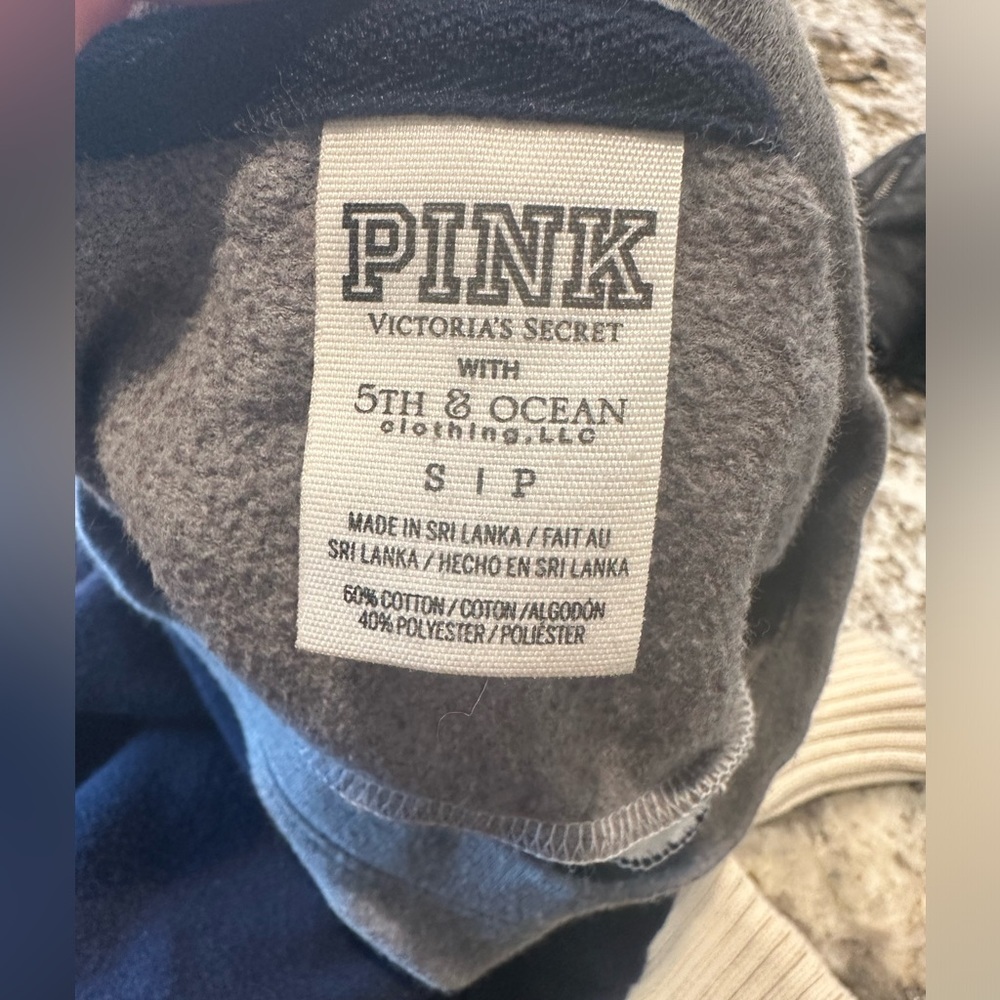 PINK
VICTORIA'S SECRET
WITH
5TH & OCEAN
clothing, LLC
S | P
MADE IN SRI LANKA / FAIT AU
SRI LANKA / HECHO EN SRI LANKA
60% COTTON / COTON / ALGODÓN
40% POLYESTER / POLIÉSTER